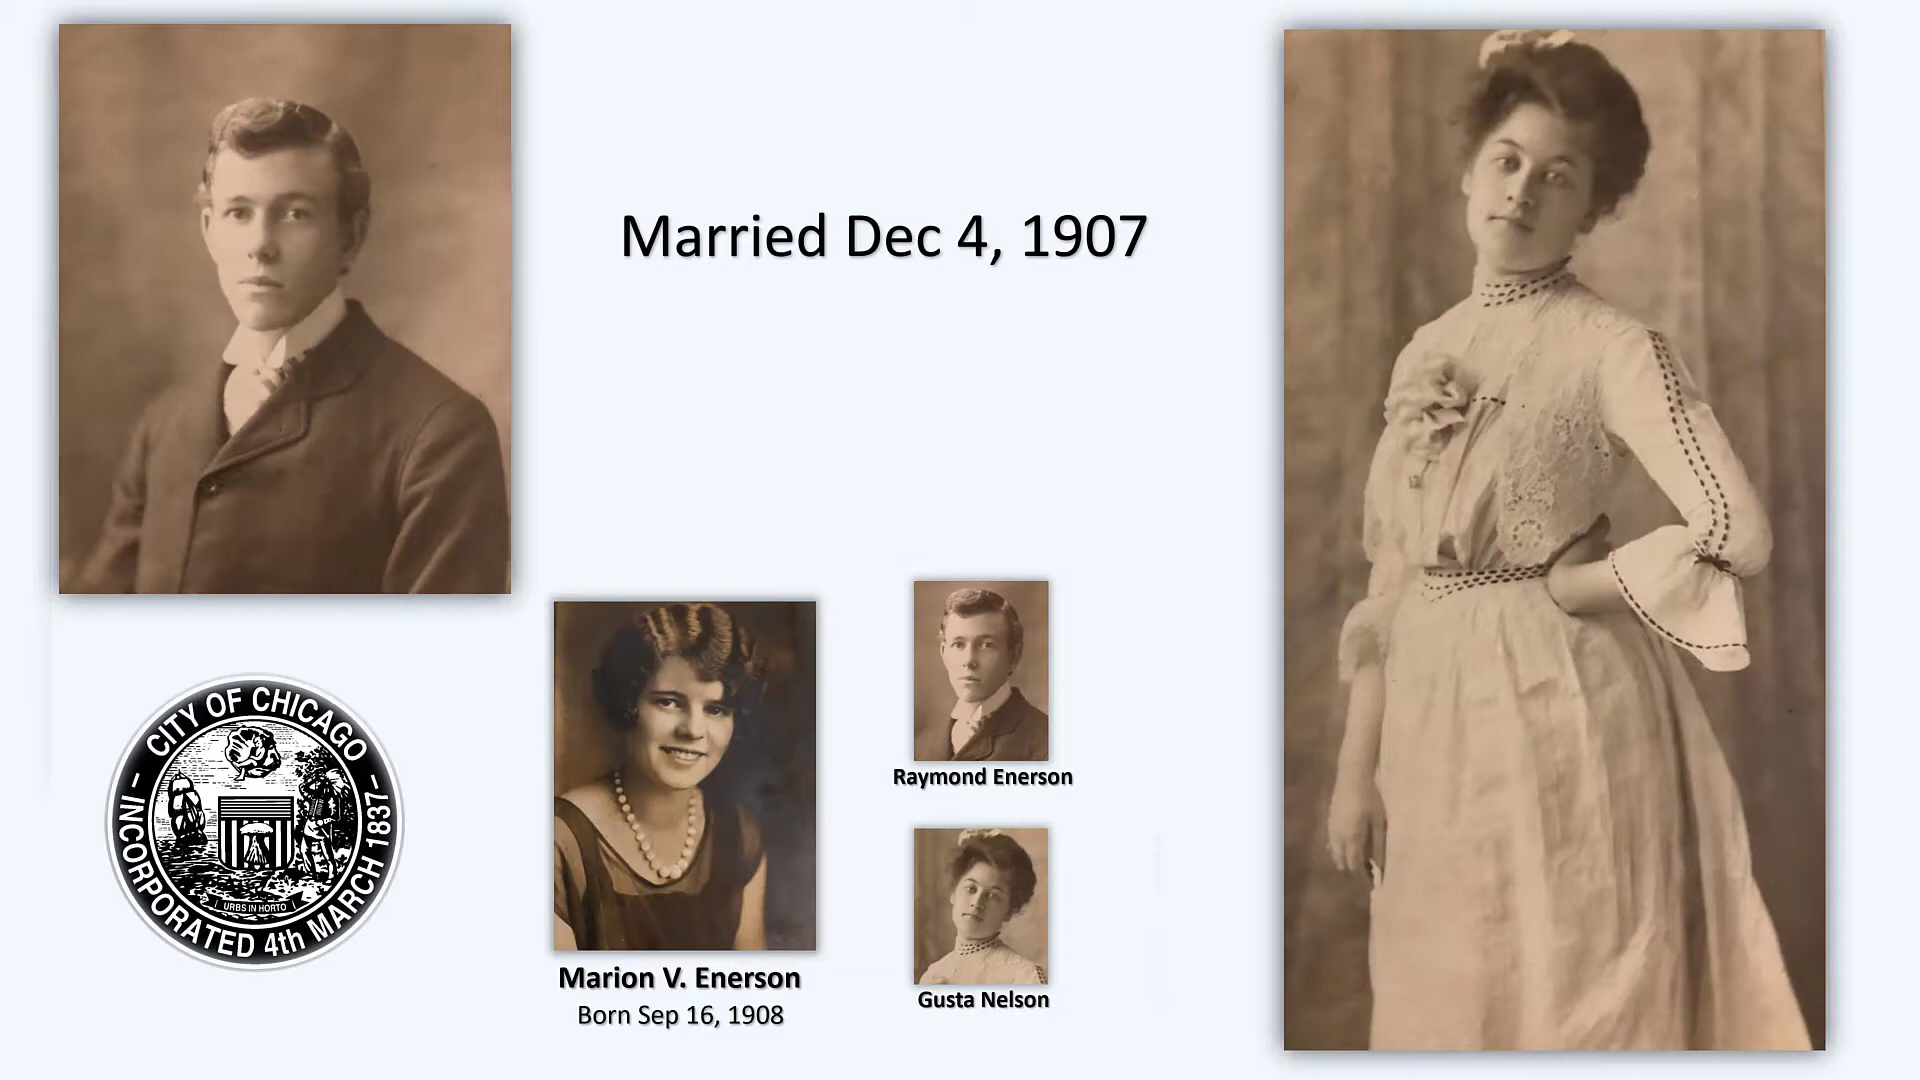 Married Dec 4, 1907
CITY OF CHICAGO
INCORPORATED 4th MARCH 1837
URBS IN HORTO
Raymond Enerson
Marion V. Enerson
Born Sep 16, 1908
Gusta Nelson